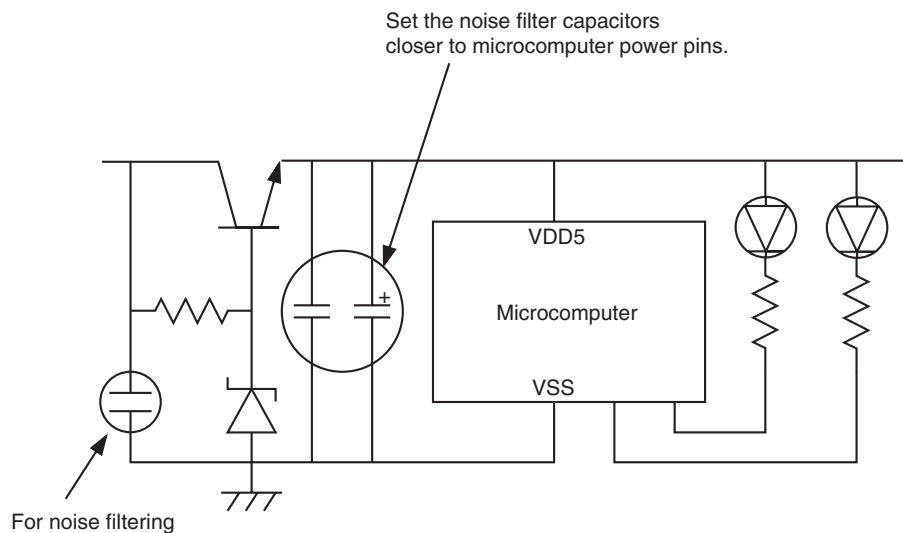 Set the noise filter capacitors
closer to microcomputer power pins.
VDD5
+
Microcomputer
VSS
For noise filtering